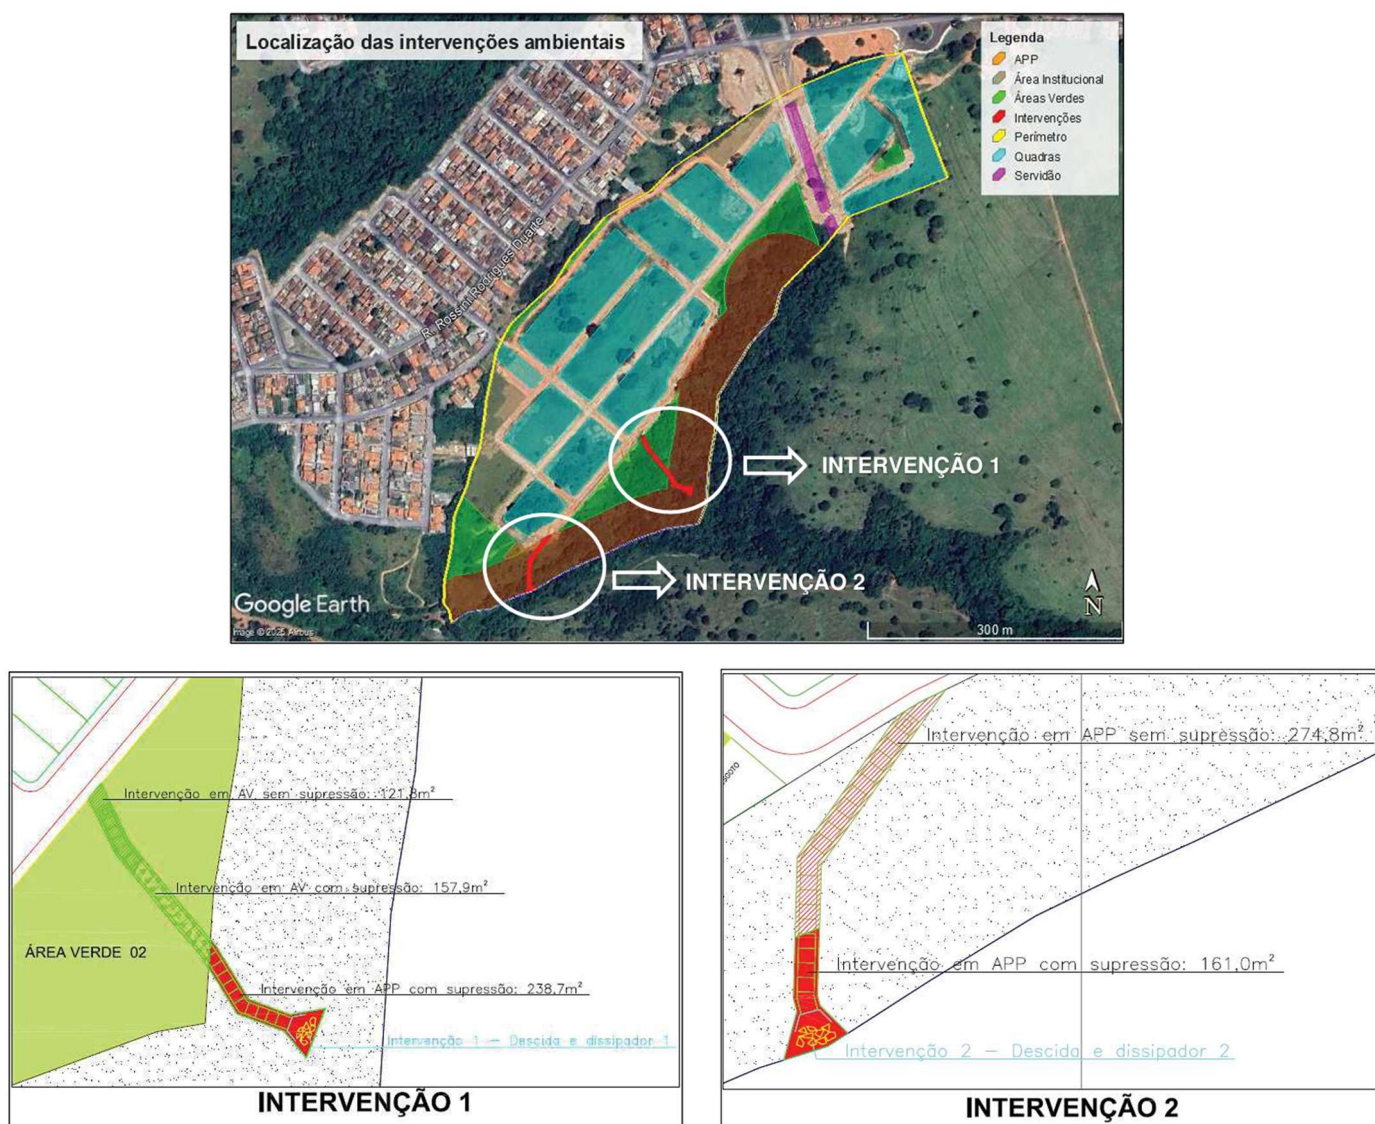 Localização das intervenções ambientais
Legenda
APP
Área Institucional
Áreas Verdes
Intervenções
Perímetro
Quadras
Servidão
R. Rossini Rodrigues Duarte
INTERVENÇÃO 1
INTERVENÇÃO 2
Google Earth
Image © 2025 Airbus
N
300 m
Intervenção em AV sem supressão: 121,8m²
Intervenção em AV com supressão: 157,9m²
ÁREA VERDE 02
Intervenção em APP com supressão: 238,7m²
Intervenção 1 – Descida e dissipador 1
INTERVENÇÃO 1
Intervenção em APP sem supressão: 274,8m²
Intervenção em APP com supressão: 161,0m²
Intervenção 2 – Descida e dissipador 2
INTERVENÇÃO 2